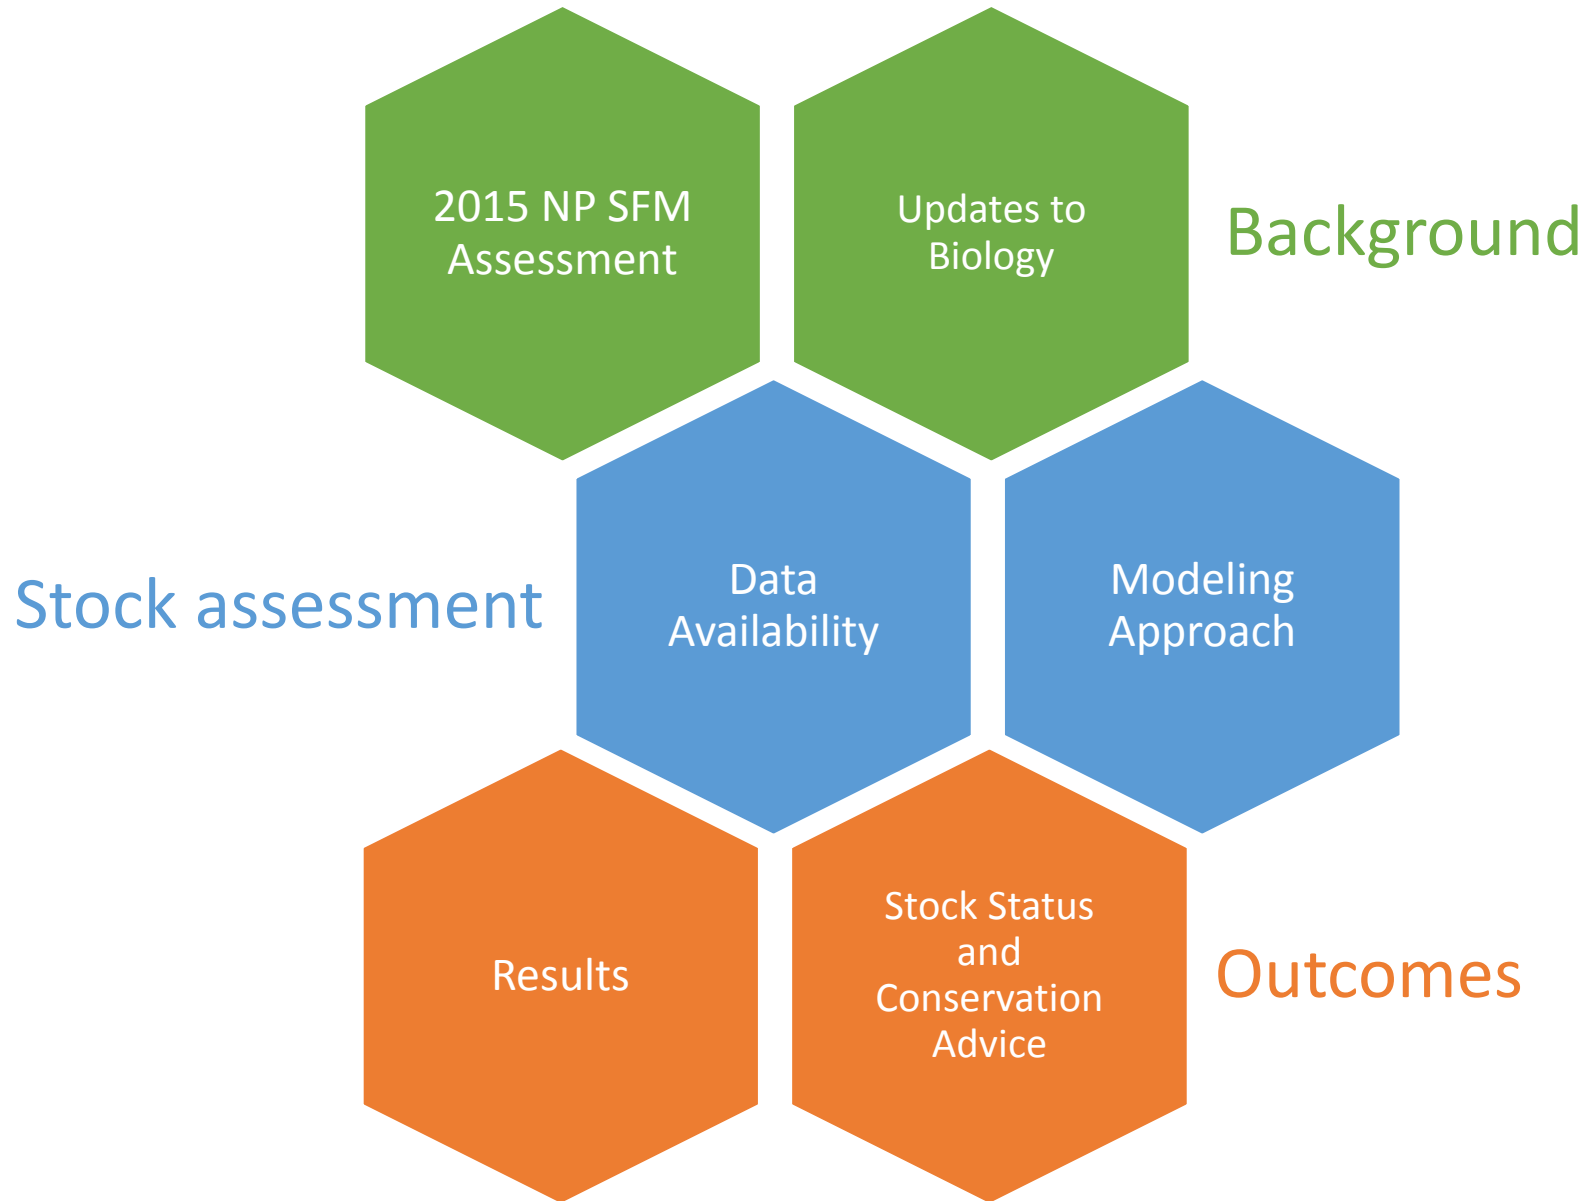 2015 NP SFM
Assessment
Updates to
Biology
Background
Stock assessment
Data
Availability
Modeling
Approach
Results
Stock Status
and
Conservation
Advice
Outcomes